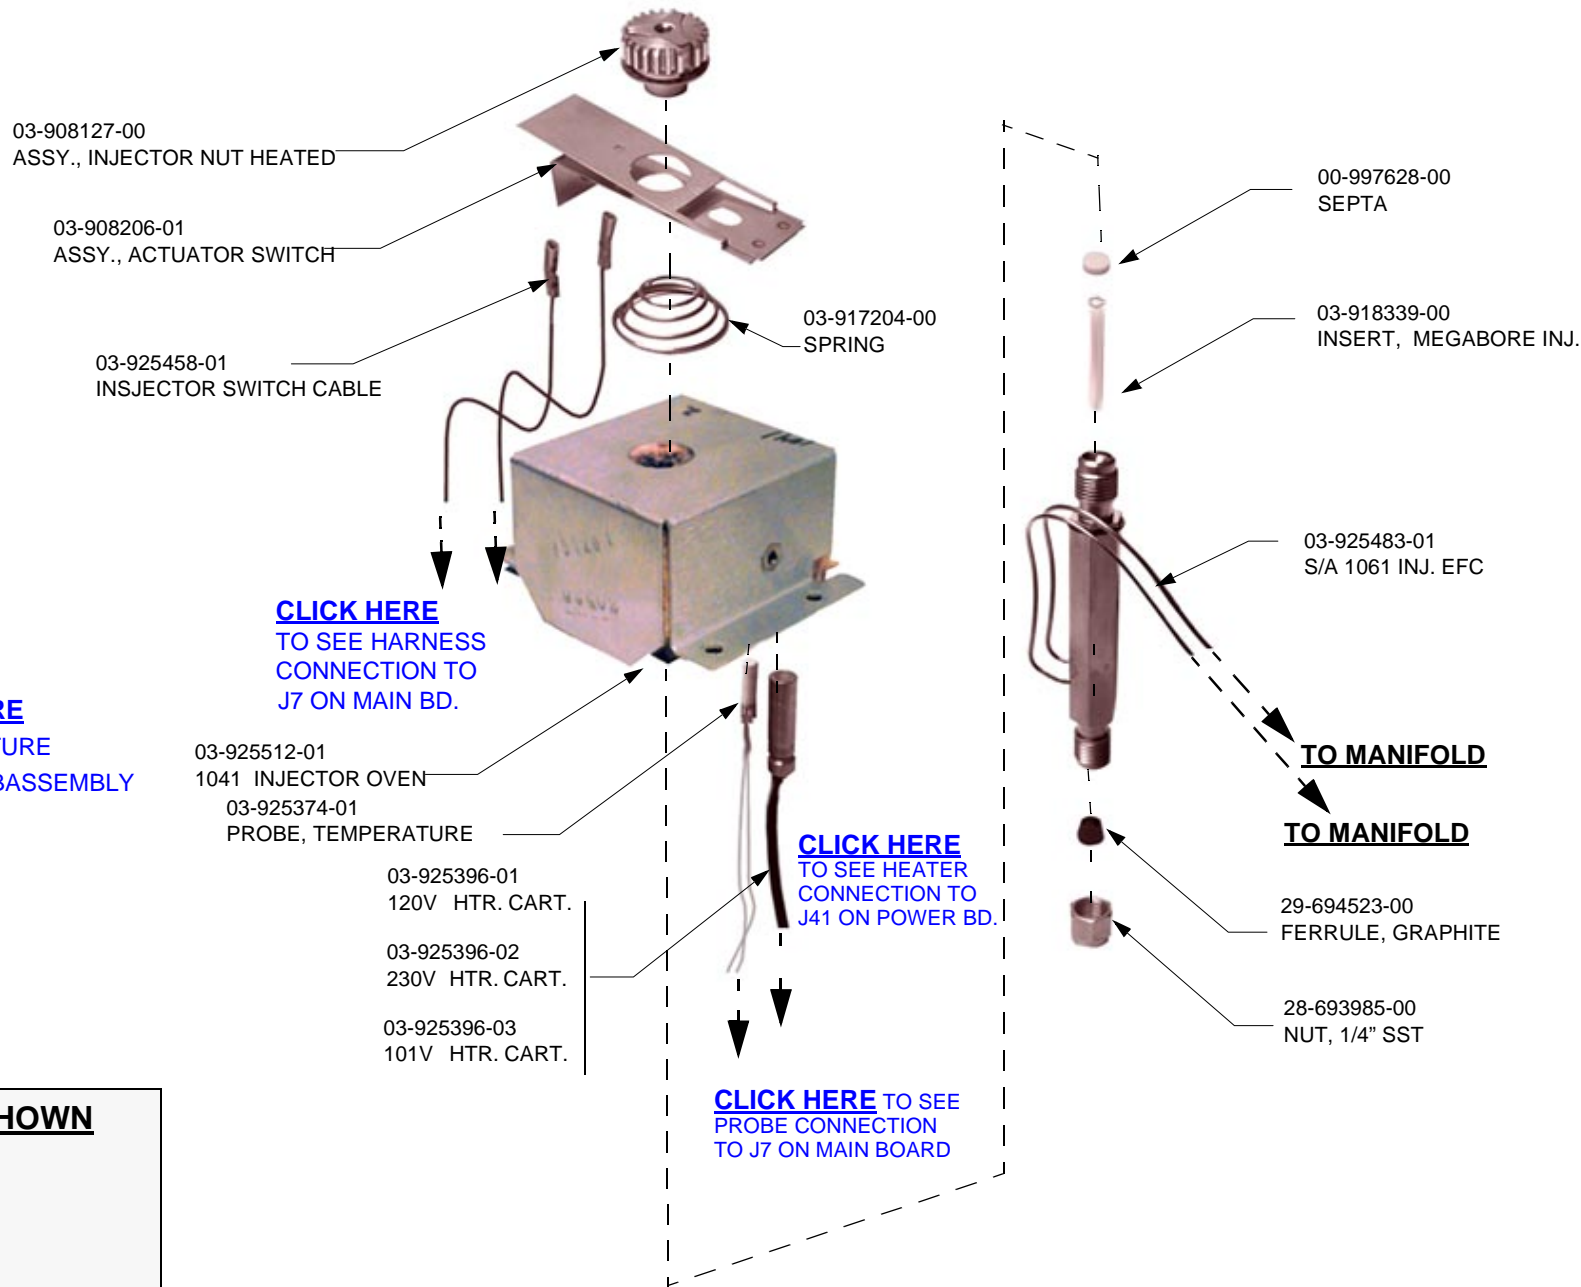 03-908127-00
ASSY., INJECTOR NUT HEATED
03-908206-01
ASSY., ACTUATOR SWITCH
03-925458-01
INSJECTOR SWITCH CABLE
03-917204-00
SPRING
00-997628-00
SEPTA
03-918339-00
INSERT, MEGABORE INJ.
03-925483-01
S/A 1061 INJ. EFC
CLICK HERE
TO SEE HARNESS
CONNECTION TO
J7 ON MAIN BD.
RE
TURE
BASSEMBLY
03-925512-01
1041 INJECTOR OVEN
03-925374-01
PROBE, TEMPERATURE
03-925396-01
120V HTR. CART.
03-925396-02
230V HTR. CART.
03-925396-03
101V HTR. CART.
CLICK HERE
TO SEE HEATER
CONNECTION TO
J41 ON POWER BD.
CLICK HERE TO SEE
PROBE CONNECTION
TO J7 ON MAIN BOARD
TO MANIFOLD
TO MANIFOLD
29-694523-00
FERRULE, GRAPHITE
28-693985-00
NUT, 1/4” SST
HOWN